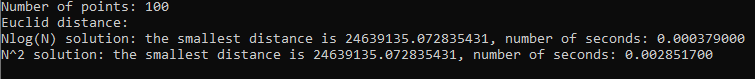 Number of points: 100
Euclid distance:
Nlog(N) solution: the smallest distance is 24639135.072835431, number of seconds: 0.000379000
N^2 solution: the smallest distance is 24639135.072835431, number of seconds: 0.002851700